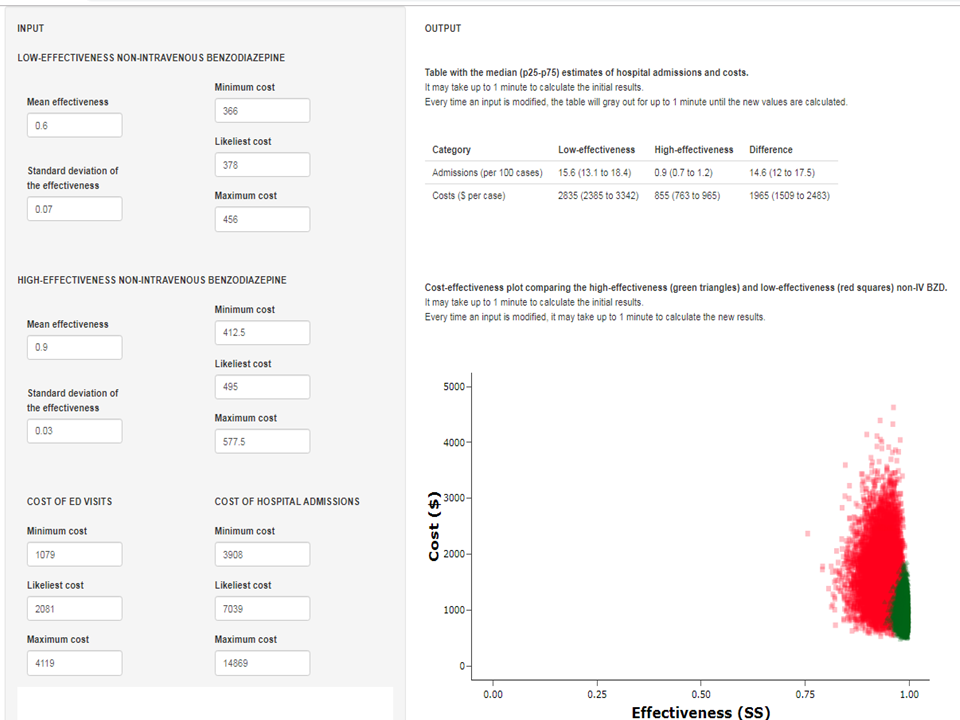 INPUT
LOW-EFFECTIVENESS NON-INTRAVENOUS BENZODIAZEPINE
Mean effectiveness
0.6
Standard deviation of
the effectiveness
0.07
Minimum cost
366
Likeliest cost
378
Maximum cost
456
HIGH-EFFECTIVENESS NON-INTRAVENOUS BENZODIAZEPINE
Mean effectiveness
0.9
Standard deviation of
the effectiveness
0.03
Minimum cost
412.5
Likeliest cost
495
Maximum cost
577.5
COST OF ED VISITS
Minimum cost
1079
Likeliest cost
2081
Maximum cost
4119
COST OF HOSPITAL ADMISSIONS
Minimum cost
3908
Likeliest cost
7039
Maximum cost
14869
OUTPUT
Table with the median (p25-p75) estimates of hospital admissions and costs.
It may take up to 1 minute to calculate the initial results.
Every time an input is modified, the table will gray out for up to 1 minute until the new values are calculated.
Category Low-effectiveness High-effectiveness Difference
Admissions (per 100 cases) 15.6 (13.1 to 18.4) 0.9 (0.7 to 1.2) 14.6 (12 to 17.5)
Costs ($ per case) 2835 (2385 to 3342) 855 (763 to 965) 1965 (1509 to 2483)
Cost-effectiveness plot comparing the high-effectiveness (green triangles) and low-effectiveness (red squares) non-IV BZD.
It may take up to 1 minute to calculate the initial results.
Every time an input is modified, it may take up to 1 minute to calculate the new results.
Cost ($)
5000
4000
3000
2000
1000
0
0.00 0.25 0.50 0.75 1.00
Effectiveness (SS)